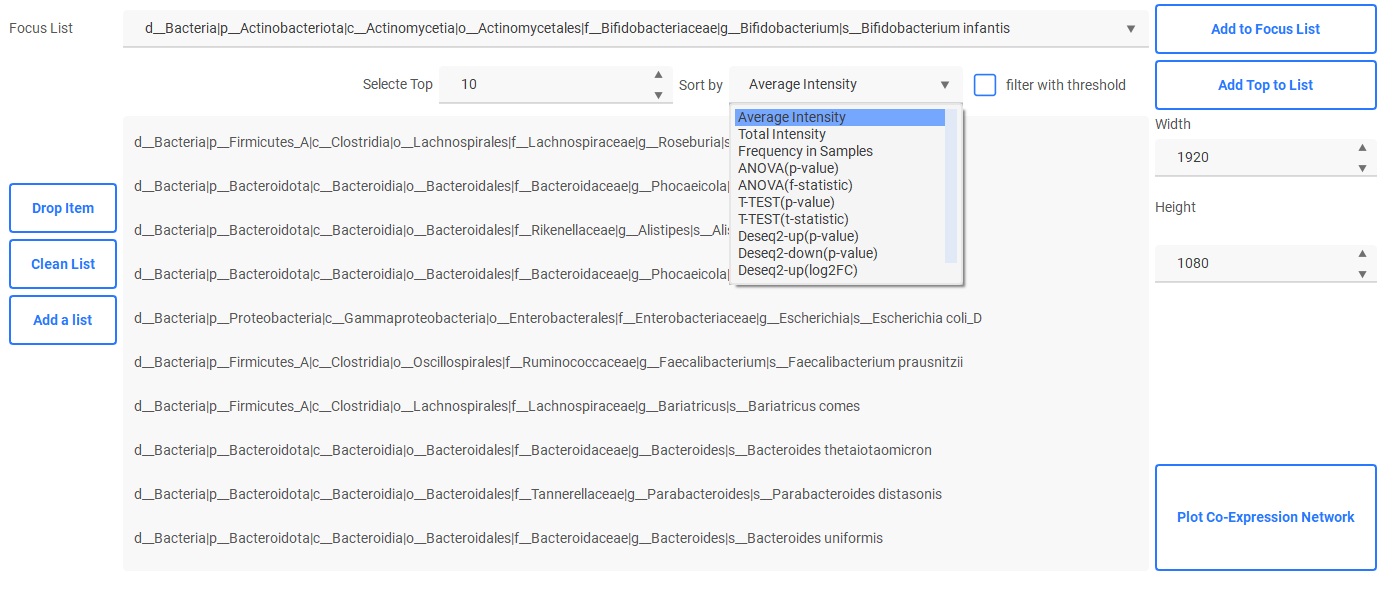 Focus List
d__Bacteria|p__Actinobacteriota|c__Actinomycetia|o__Actinomycetales|f__Bifidobacteriaceae|g__Bifidobacterium|s__Bifidobacterium infantis
Add to Focus List
Selecte Top
10
Sort by
Average Intensity
filter with threshold
Add Top to List
Average Intensity
Total Intensity
Frequency in Samples
ANOVA(p-value)
ANOVA(f-statistic)
T-TEST(p-value)
T-TEST(t-statistic)
Deseq2-up(p-value)
Deseq2-down(p-value)
Deseq2-up(log2FC)
d__Bacteria|p__Firmicutes_A|c__Clostridia|o__Lachnospirales|f__Lachnospiraceae|g__Roseburia|s
d__Bacteria|p__Bacteroidota|c__Bacteroidia|o__Bacteroidales|f__Bacteroidaceae|g__Phocaeicola|
d__Bacteria|p__Bacteroidota|c__Bacteroidia|o__Bacteroidales|f__Rikenellaceae|g__Alistipes|s__Alis
d__Bacteria|p__Bacteroidota|c__Bacteroidia|o__Bacteroidales|f__Bacteroidaceae|g__Phocaeicola|
d__Bacteria|p__Proteobacteria|c__Gammaproteobacteria|o__Enterobacterales|f__Enterobacteriaceae|g__Escherichia|s__Escherichia coli_D
d__Bacteria|p__Firmicutes_A|c__Clostridia|o__Oscillospirales|f__Ruminococcaceae|g__Faecalibacterium|s__Faecalibacterium prausnitzii
d__Bacteria|p__Firmicutes_A|c__Clostridia|o__Lachnospirales|f__Lachnospiraceae|g__Bariatricus|s__Bariatricus comes
d__Bacteria|p__Bacteroidota|c__Bacteroidia|o__Bacteroidales|f__Bacteroidaceae|g__Bacteroides|s__Bacteroides thetaiotaomicron
d__Bacteria|p__Bacteroidota|c__Bacteroidia|o__Bacteroidales|f__Tannerellaceae|g__Parabacteroides|s__Parabacteroides distasonis
d__Bacteria|p__Bacteroidota|c__Bacteroidia|o__Bacteroidales|f__Bacteroidaceae|g__Bacteroides|s__Bacteroides uniformis
Drop Item
Clean List
Add a list
Width
1920
Height
1080
Plot Co-Expression Network